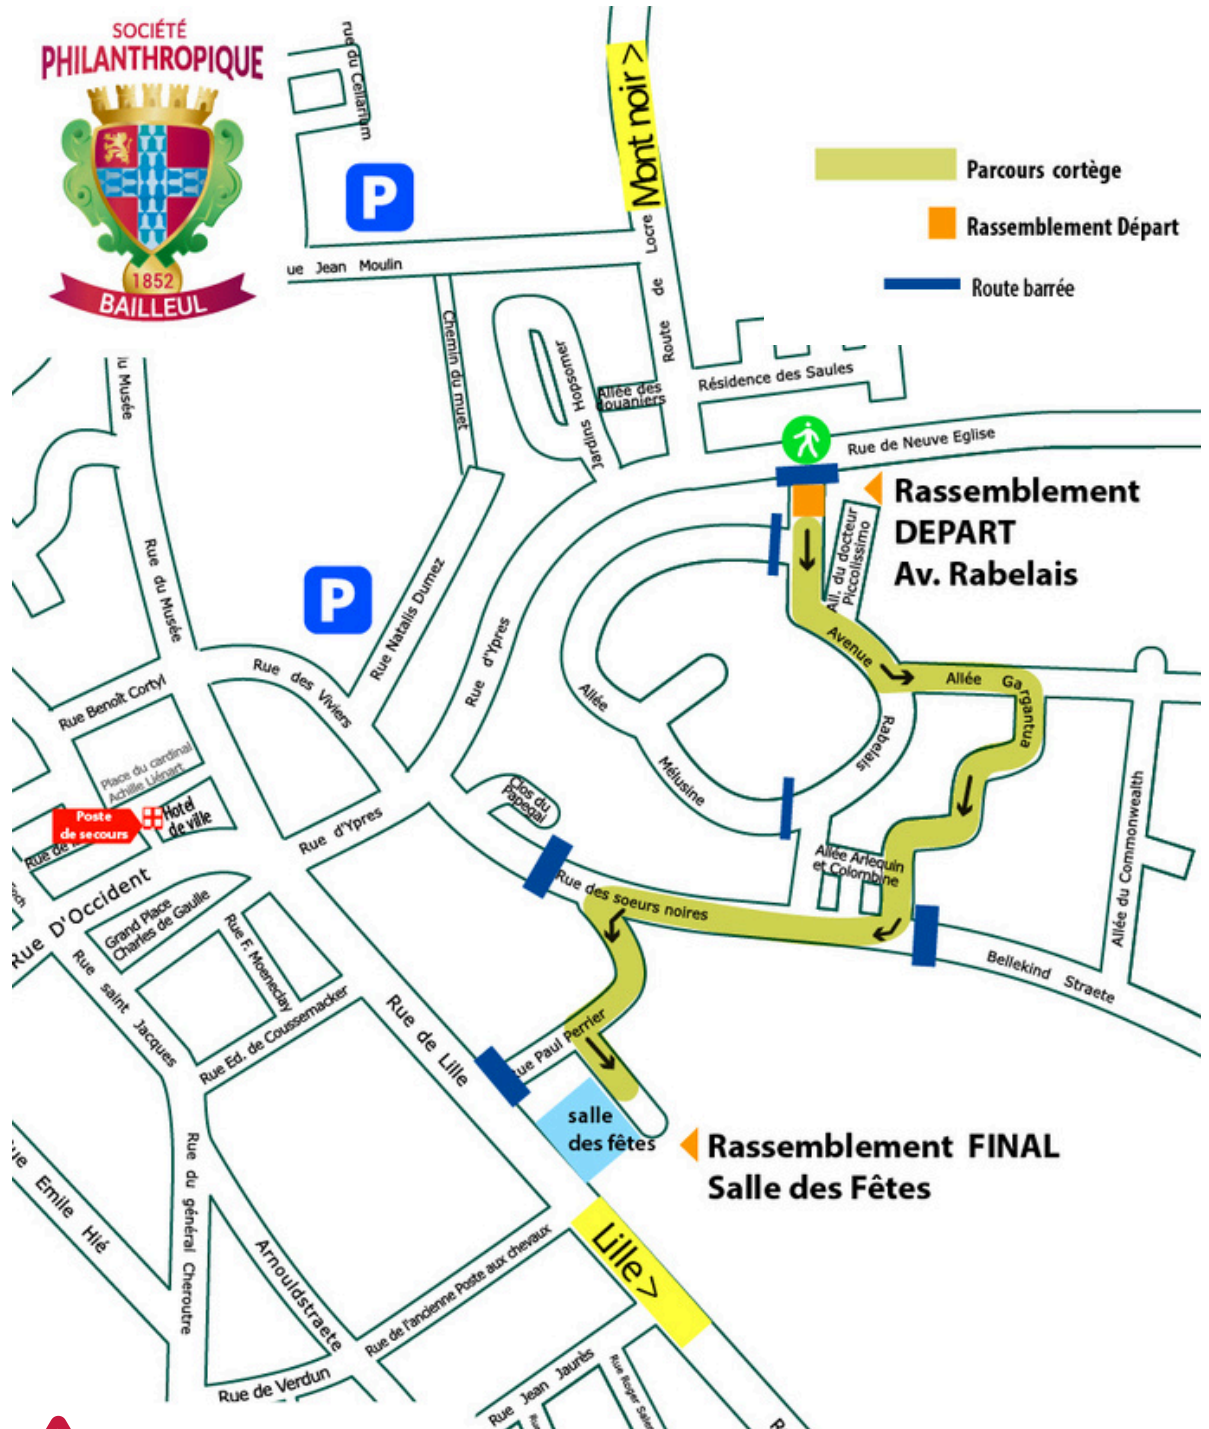 SOCIÉTÉ
PHILANTHROPIQUE
1852
BAILLEUL
rue du Cellarium
P
Mont noir >
Parcours cortège
Rassemblement Départ
Route barrée
ue Jean Moulin
Route de Locre
Chemin du muet
Jardins Hopsomer
Allée des
douaniers
Résidence des Saules
Rue de Neuve Eglise
u Musée
Rassemblement
DEPART
Av. Rabelais
All. du docteur
Piccolissimo
Rue du Musée
P
Rue Natalis Dumez
Rue d'Ypres
Avenue
Rabelais
Allée Gargantua
Rue des Viviers
Rue Benoît Cortyl
Allée
Mélusine
Place du cardinal
Achille Liénart
Clos du
Papegai
Allée du Commonwealth
Poste
de secours
Hotel
de ville
Rue d'Ypres
Allée Arlequin
et Colombine
Rue D'Occident
Grand Place
Charles de Gaulle
Rue des soeurs noires
Rue F. Moeneclay
Rue saint Jacques
Bellekind Straete
Rue Ed. de Coussemacker
Rue de Lille
ue Paul Perrier
salle
des fêtes
Rassemblement FINAL
Salle des Fêtes
ue Emile Hié
Rue du général Cheroutre
Arnouldstraete
Rue de l'ancienne Poste aux chevaux
Lille >
Rue de Verdun
Rue Jean Jaurès